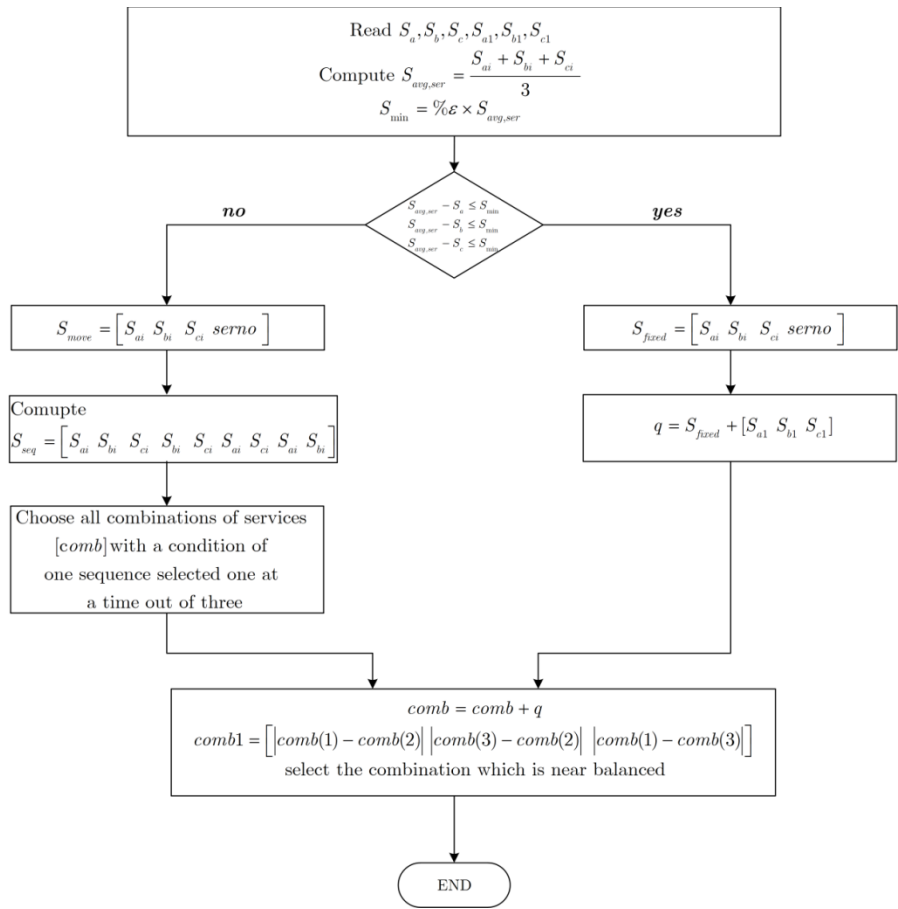 Read S_a, S_b, S_c, S_a1, S_b1, S_c1
Compute S_avg,ser = (S_ai + S_bi + S_ci) / 3
S_min = %ε × S_avg,ser
S_avg,ser − S_a ≤ S_min
S_avg,ser − S_b ≤ S_min
S_avg,ser − S_c ≤ S_min
no
yes
S_move = [S_ai S_bi S_ci serno]
S_fixed = [S_ai S_bi S_ci serno]
Comupte
S_seq = [S_ai S_bi S_ci S_bi S_ci S_ai S_ci S_ai S_bi]
q = S_fixed + [S_a1 S_b1 S_c1]
Choose all combinations of services
[comb] with a condition of
one sequence selected one at
a time out of three
comb = comb + q
comb1 = [|comb(1) − comb(2)| |comb(3) − comb(2)| |comb(1) − comb(3)|]
select the combination which is near balanced
END